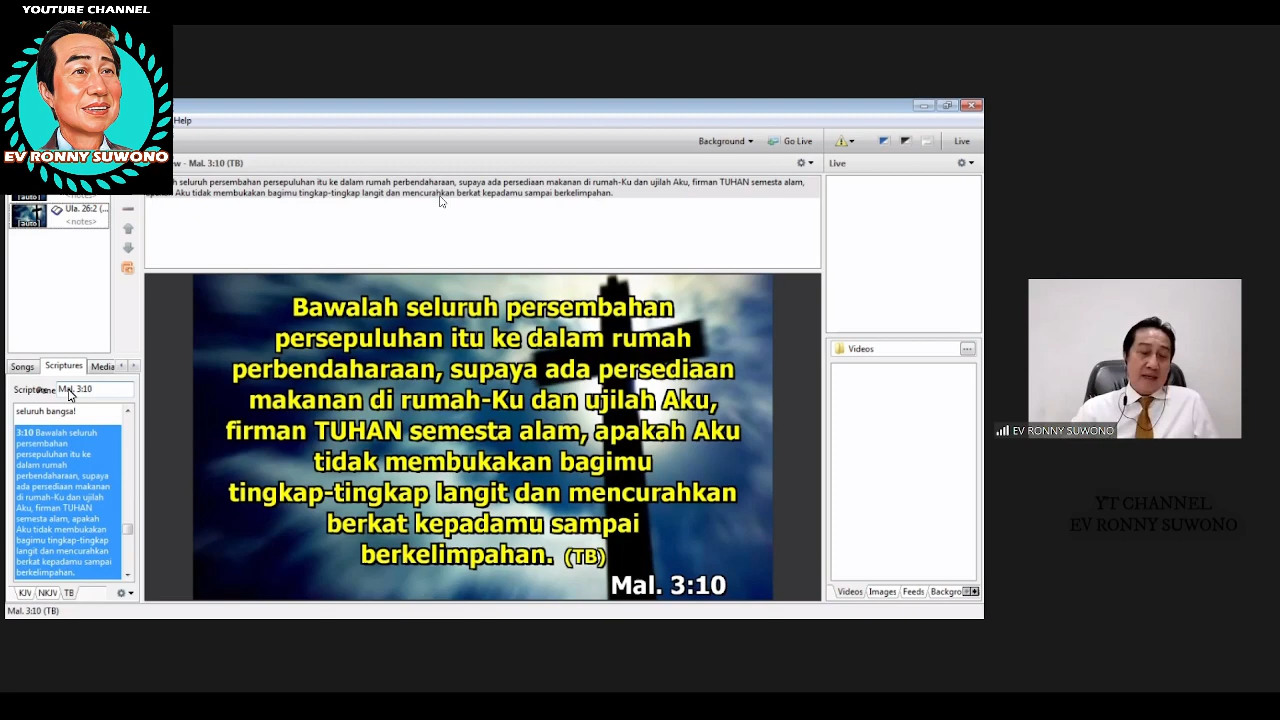 YOUTUBE CHANNEL
EV RONNY SUWONO
Help
Background
Go Live
Live
- Mal. 3:10 (TB)
Live
seluruh persembahan persepuluhan itu ke dalam rumah perbendaharaan, supaya ada persediaan makanan di rumah-Ku dan ujilah Aku, firman TUHAN semesta alam,
Aku tidak membukakan bagimu tingkap-tingkap langit dan mencurahkan berkat kepadamu sampai berkelimpahan.
[auto]
Ula. 26:2 (...
<notes>
[auto]
Bawalah seluruh persembahan
persepuluhan itu ke dalam rumah
perbendaharaan, supaya ada persediaan
makanan di rumah-Ku dan ujilah Aku,
firman TUHAN semesta alam, apakah Aku
tidak membukakan bagimu
tingkap-tingkap langit dan mencurahkan
berkat kepadamu sampai
berkelimpahan. (TB)
Mal. 3:10
Songs
Scriptures
Media
Mal. 3:10
seluruh bangsa!
3:10 Bawalah seluruh
persembahan
persepuluhan itu ke
dalam rumah
perbendaharaan, supaya
ada persediaan makanan
di rumah-Ku dan ujilah
Aku, firman TUHAN
semesta alam, apakah
Aku tidak membukakan
bagimu tingkap-tingkap
langit dan mencurahkan
berkat kepadamu sampai
berkelimpahan.
KJV NKJV TB
Mal. 3:10 (TB)
Videos
Videos Images Feeds Backgro
EV RONNY SUWONO
YT CHANNEL
EV RONNY SUWONO